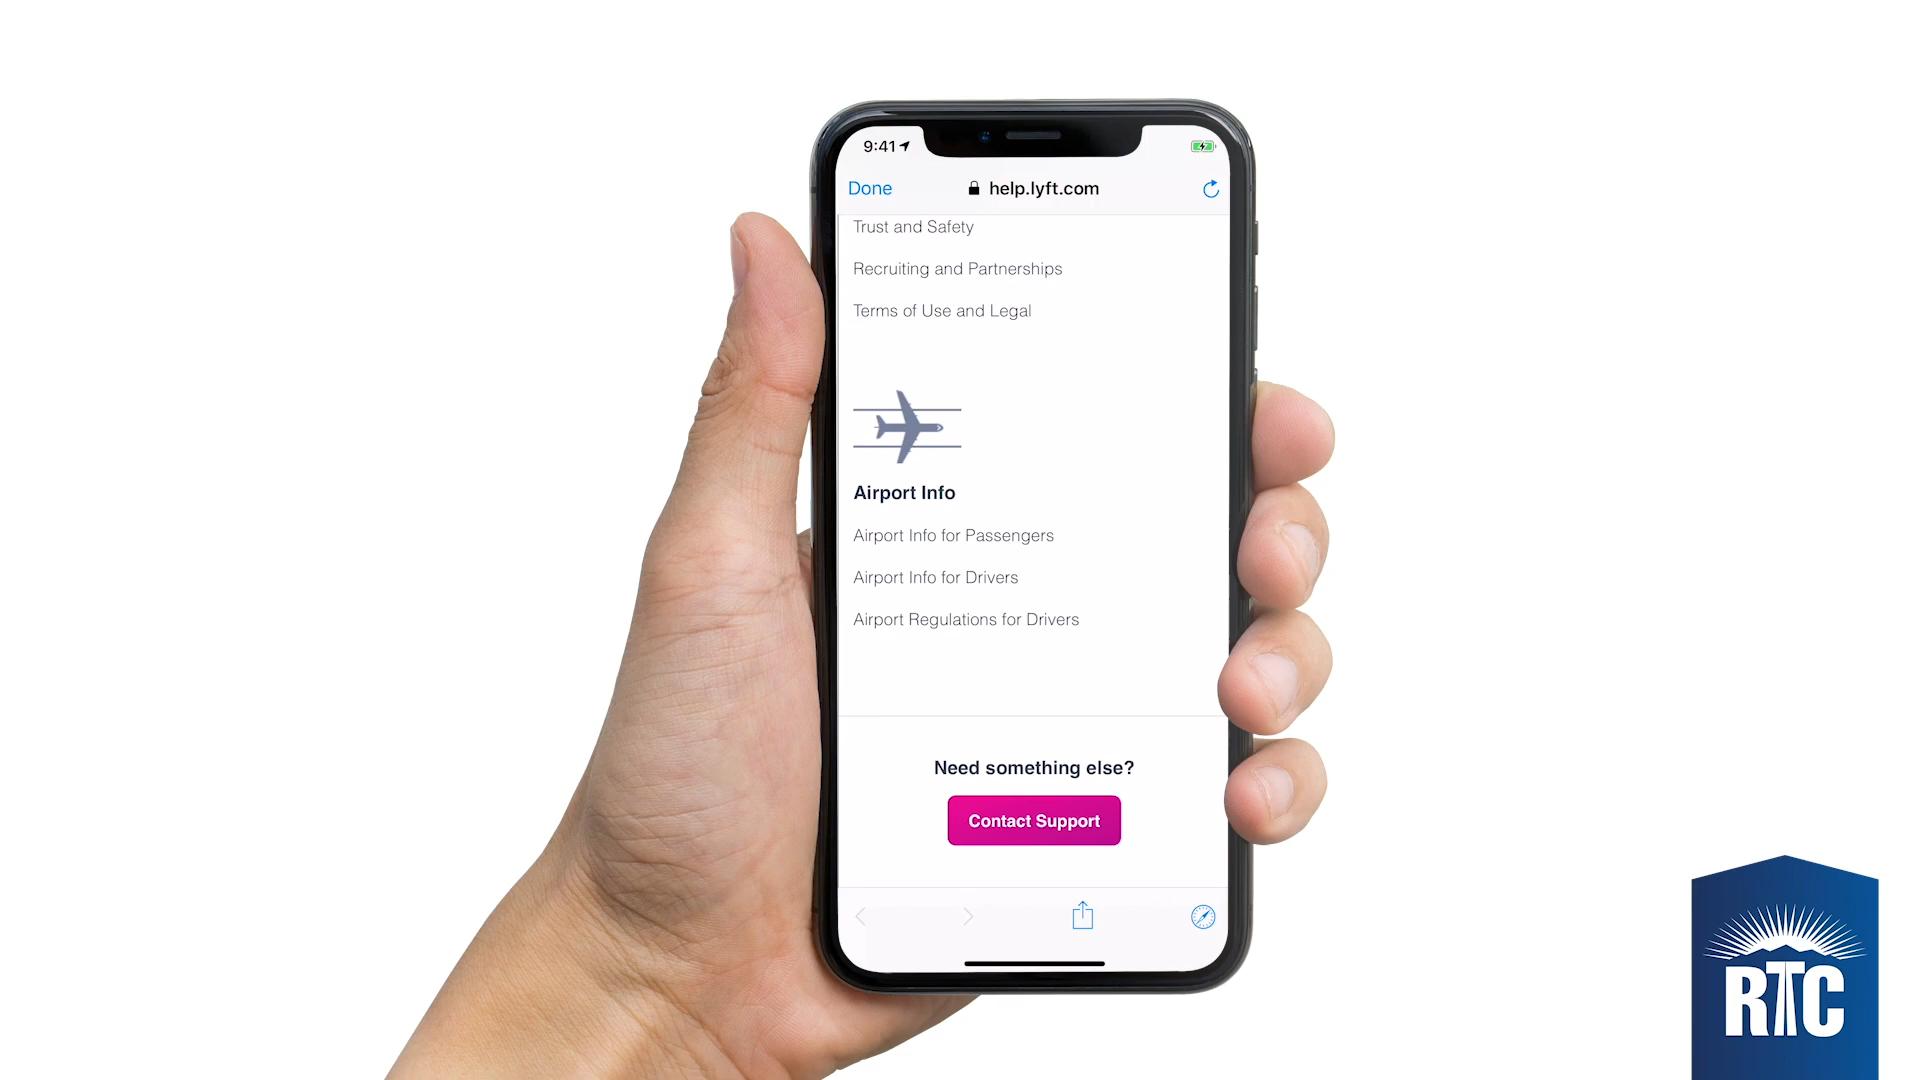 9:41
Done
help.lyft.com
Trust and Safety
Recruiting and Partnerships
Terms of Use and Legal
Airport Info
Airport Info for Passengers
Airport Info for Drivers
Airport Regulations for Drivers
Need something else?
Contact Support
RTC